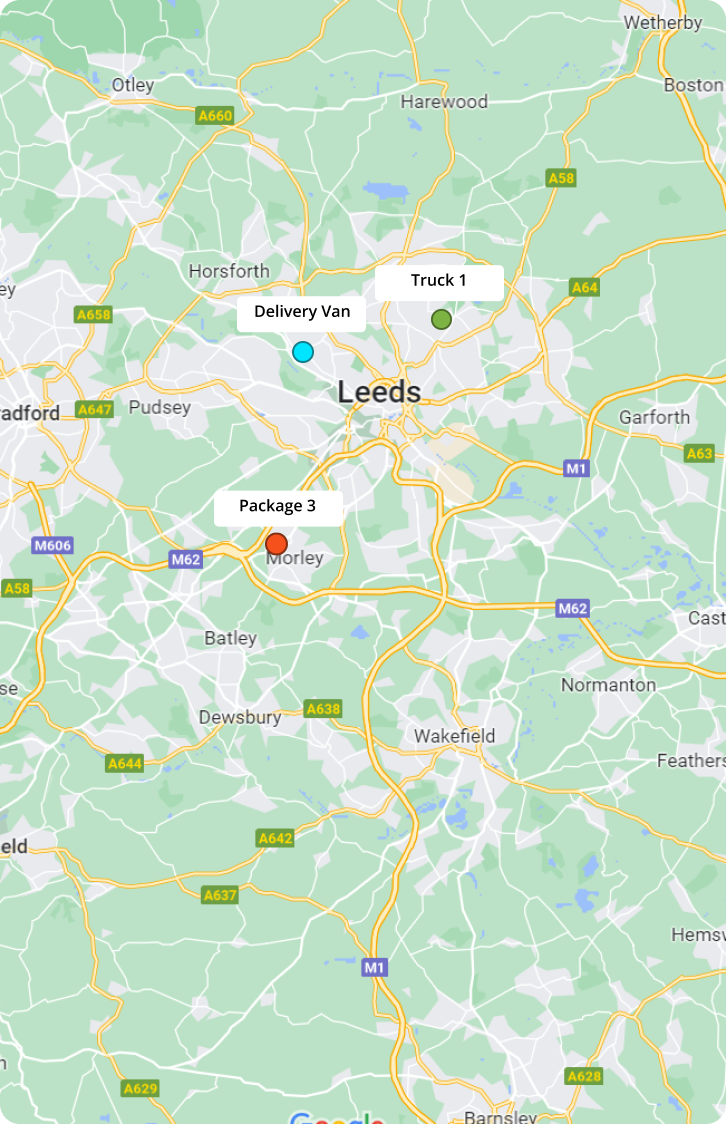 Wetherby
Otley
Boston
Harewood
A660
A58
Horsforth
Truck 1
ey
A64
Delivery Van
A658
Leeds
adford
A647
Pudsey
Garforth
A63
M1
Package 3
M606
M62
Morley
A58
M62
Cast
Batley
se
Normanton
A638
Dewsbury
Wakefield
A644
Feathers
A642
eld
A637
Hemsw
M1
n
A628
A629
Barnsley
Google